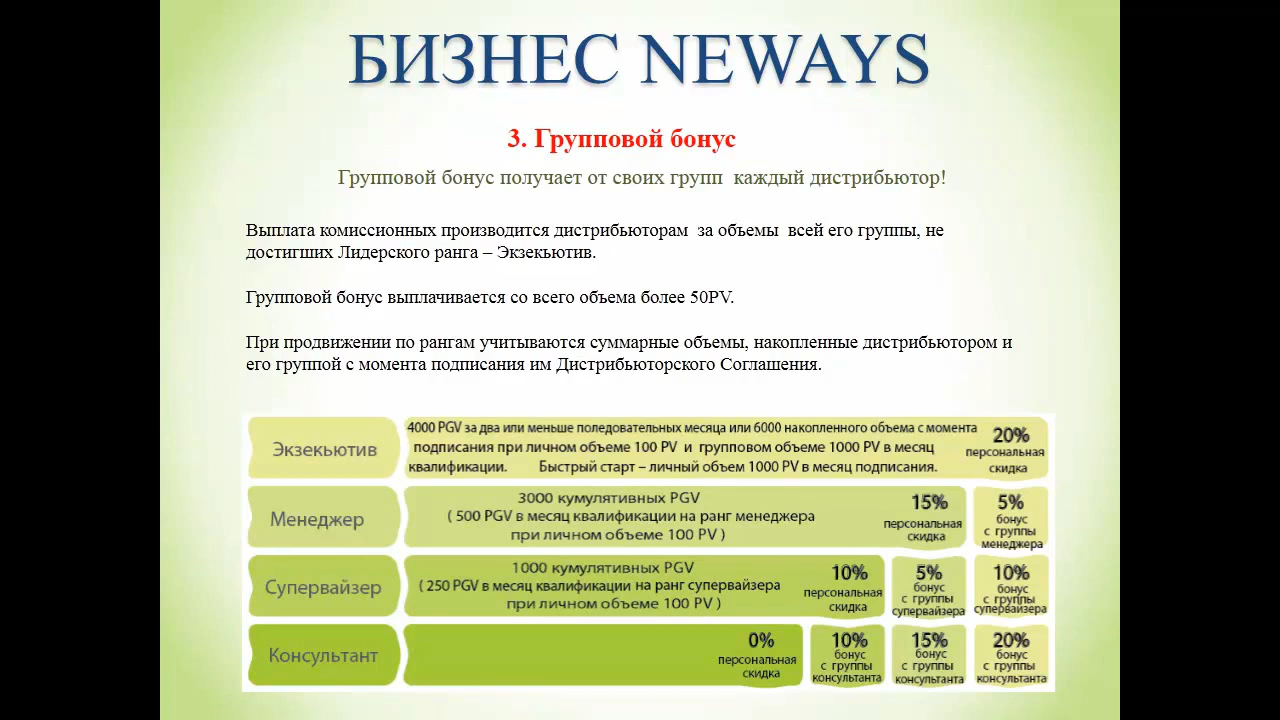 БИЗНЕС NEWAYS
3. Групповой бонус
Групповой бонус получает от своих групп каждый дистрибьютор!
Выплата комиссионных производится дистрибьюторам за объемы всей его группы, не
достигших Лидерского ранга – Экзекьютив.
Групповой бонус выплачивается со всего объема более 50PV.
При продвижении по рангам учитываются суммарные объемы, накопленные дистрибьютором и
его группой с момента подписания им Дистрибьюторского Соглашения.
Экзекьютив
4000 PGV за два или меньше поледовательных месяца или 6000 накопленного объема с момента
подписания при личном объеме 100 PV и групповом объеме 1000 PV в месяц
квалификации. Быстрый старт – личный объем 1000 PV в месяц подписания.
20%
персональная
скидка
Менеджер
3000 кумулятивных PGV
( 500 PGV в месяц квалификации на ранг менеджера
при личном объеме 100 PV )
15%
персональная
скидка
5%
бонус
с группы
менеджера
Супервайзер
1000 кумулятивных PGV
( 250 PGV в месяц квалификации на ранг супервайзера
при личном объеме 100 PV )
10%
персональная
скидка
5%
бонус
с группы
супервайзера
10%
бонус
с группы
супервайзера
Консультант
0%
персональная
скидка
10%
бонус
с группы
консультанта
15%
бонус
с группы
консультанта
20%
бонус
с группы
консультанта